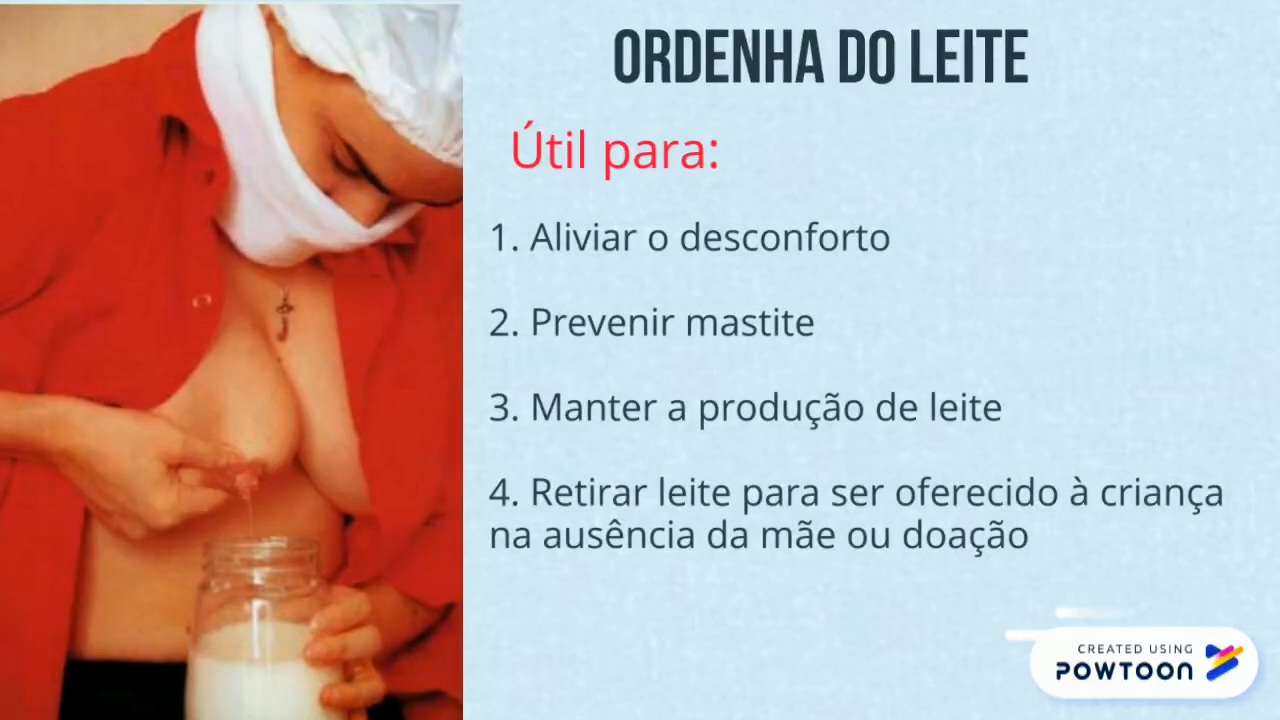 ORDENHA DO LEITE
Útil para:
1. Aliviar o desconforto
2. Prevenir mastite
3. Manter a produção de leite
4. Retirar leite para ser oferecido à criança
na ausência da mãe ou doação
CREATED USING
POWTOON